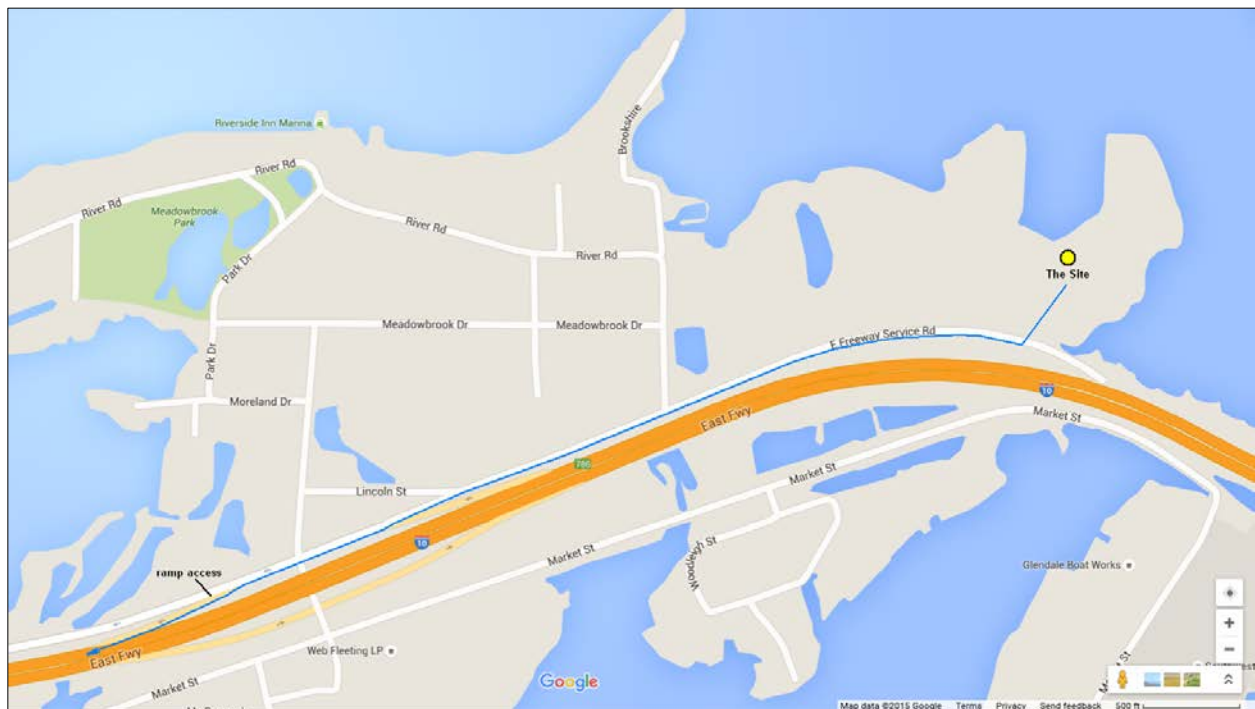 Riverside Inn Marina
Brookshire
River Rd
River Rd
Meadowbrook
Park
River Rd
River Rd
Park Dr
The Site
Meadowbrook Dr
Meadowbrook Dr
E Freeway Service Rd
Park Dr
10
Moreland Dr
East Fwy
Market St
780
Market St
Lincoln St
10
Market St
Woodleigh St
Glendale Boat Works
ramp access
Web Fleeting LP
East Fwy
Market St
Market St
Google
Map data ©2015 Google Terms Privacy Send feedback 500 ft